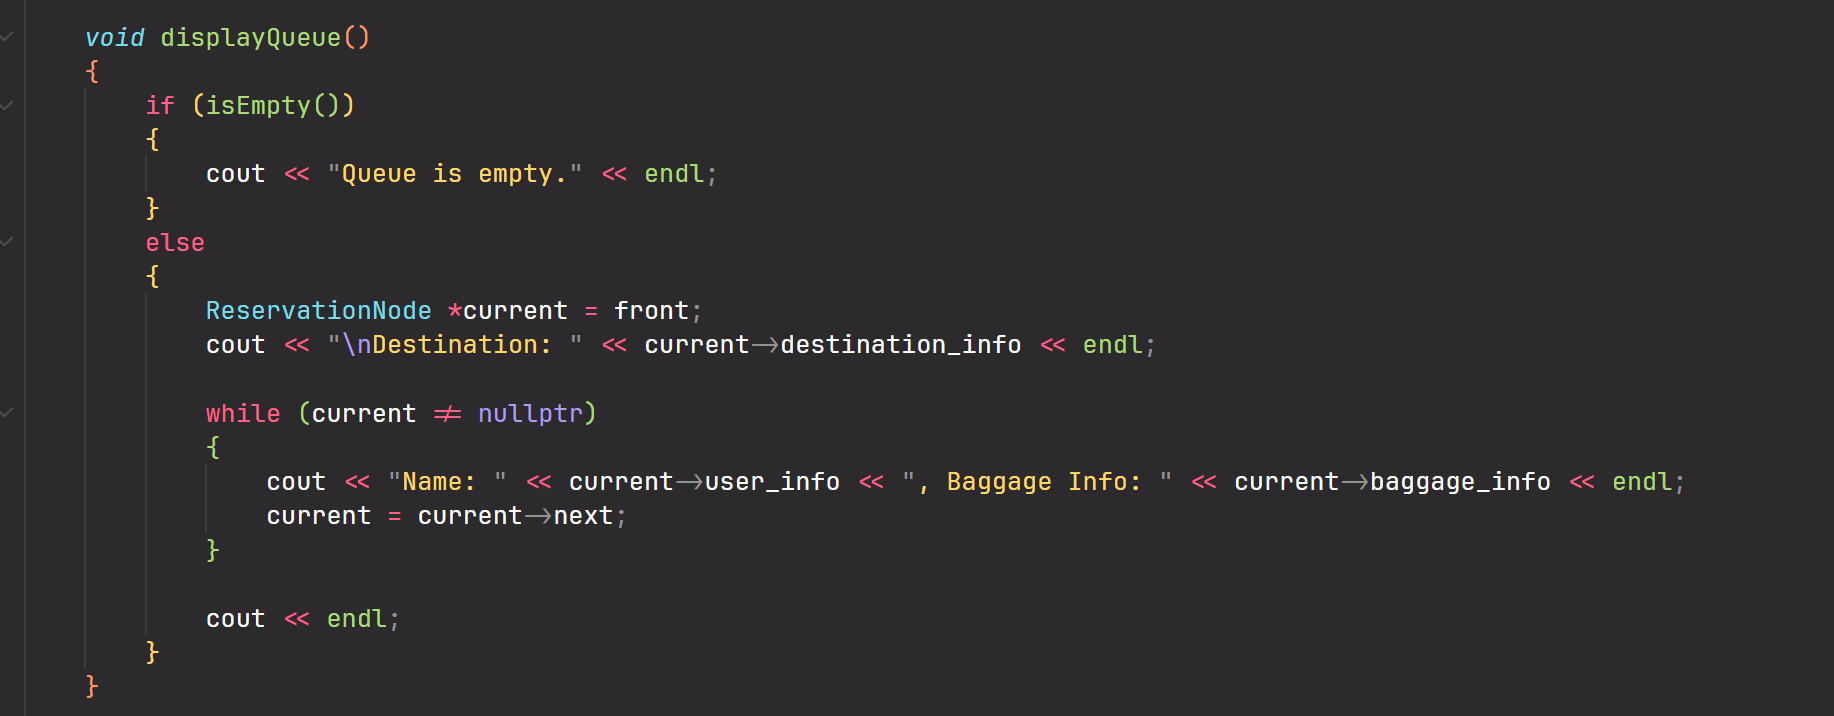 void displayQueue()
{
if (isEmpty())
{
cout << "Queue is empty." << endl;
}
else
{
ReservationNode *current = front;
cout << "\nDestination: " << current->destination_info << endl;
while (current != nullptr)
{
cout << "Name: " << current->user_info << ", Baggage Info: " << current->baggage_info << endl;
current = current->next;
}
cout << endl;
}
}